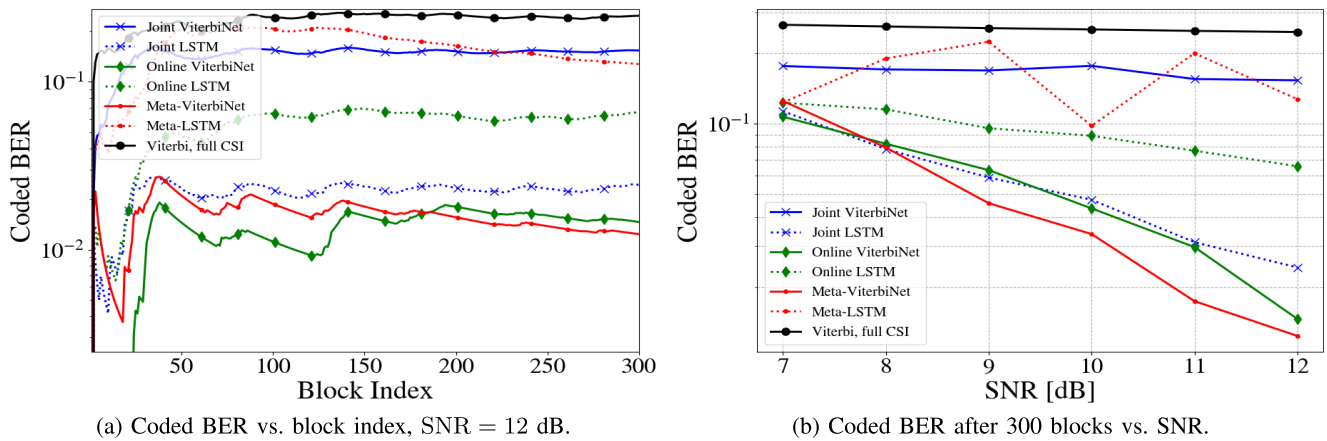 Coded BER
10⁻¹
10⁻²
Joint ViterbiNet
Joint LSTM
Online ViterbiNet
Online LSTM
Meta-ViterbiNet
Meta-LSTM
Viterbi, full CSI
50 100 150 200 250 300
Block Index
(a) Coded BER vs. block index, SNR = 12 dB.
Coded BER
10⁻¹
Joint ViterbiNet
Joint LSTM
Online ViterbiNet
Online LSTM
Meta-ViterbiNet
Meta-LSTM
Viterbi, full CSI
7 8 9 10 11 12
SNR [dB]
(b) Coded BER after 300 blocks vs. SNR.